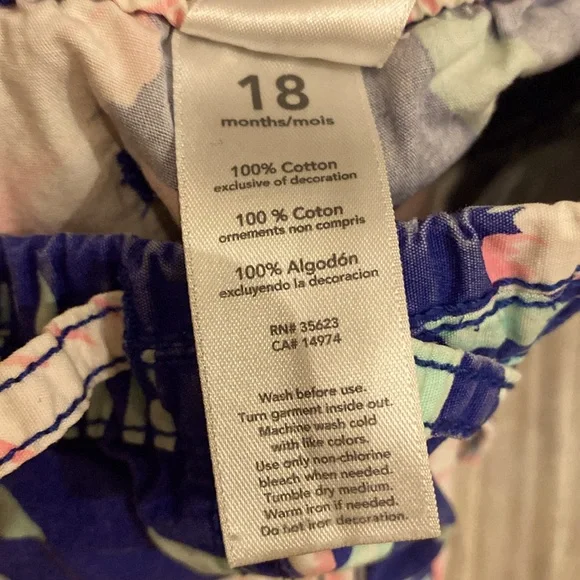 18
months/mois
100% Cotton
exclusive of decoration
100 % Coton
ornements non compris
100% Algodón
excluyendo la decoracion
RN# 35623
CA# 14974
Wash before use.
Turn garment inside out.
Machine wash cold
with like colors.
Use only non-chlorine
bleach when needed.
Tumble dry medium.
Warm iron if needed.
Do not iron decoration.